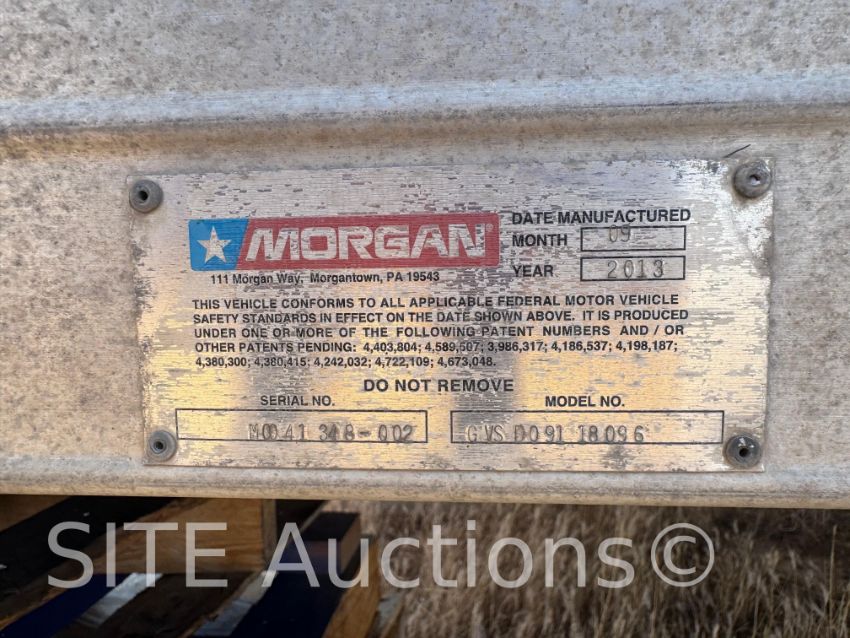 MORGAN®
111 Morgan Way, Morgantown, PA 19543
DATE MANUFACTURED
MONTH 09
YEAR 2013
THIS VEHICLE CONFORMS TO ALL APPLICABLE FEDERAL MOTOR VEHICLE
SAFETY STANDARDS IN EFFECT ON THE DATE SHOWN ABOVE. IT IS PRODUCED
UNDER ONE OR MORE OF THE FOLLOWING PATENT NUMBERS AND / OR
OTHER PATENTS PENDING: 4,403,804; 4,589,507; 3,986,317; 4,186,537; 4,198,187;
4,380,300; 4,380,415; 4,242,032; 4,722,109; 4,673,048.
DO NOT REMOVE
SERIAL NO.
M0041348-002
MODEL NO.
GVSD09118096
SITE Auctions©